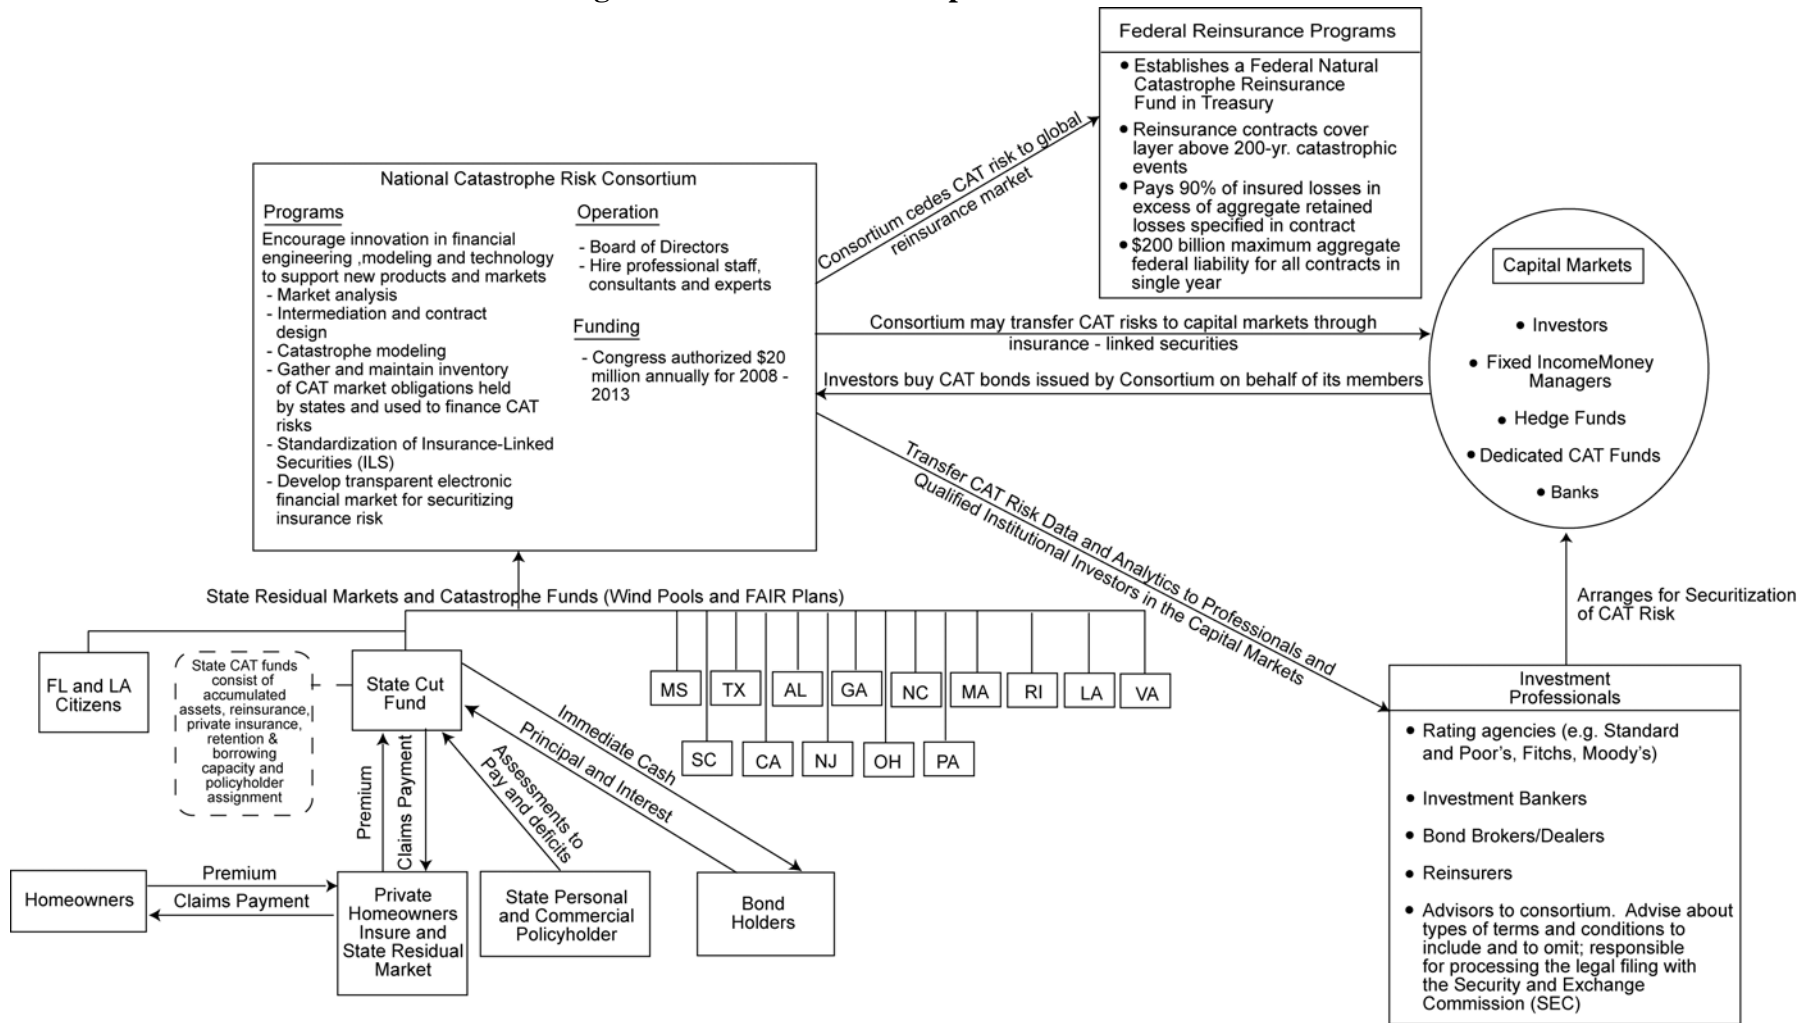 Federal Reinsurance Programs
● Establishes a Federal Natural
Catastrophe Reinsurance
Fund in Treasury
● Reinsurance contracts cover
layer above 200-yr. catastrophic
events
● Pays 90% of insured losses in
excess of aggregate retained
losses specified in contract
● $200 billion maximum aggregate
federal liability for all contracts in
single year
National Catastrophe Risk Consortium
Programs
Encourage innovation in financial
engineering ,modeling and technology
to support new products and markets
- Market analysis
- Intermediation and contract
design
- Catastrophe modeling
- Gather and maintain inventory
of CAT market obligations held
by states and used to finance CAT
risks
- Standardization of Insurance-Linked
Securities (ILS)
- Develop transparent electronic
financial market for securitizing
insurance risk
Operation
- Board of Directors
- Hire professional staff,
consultants and experts
Funding
- Congress authorized $20
million annually for 2008 -
2013
Consortium cedes CAT risk to global
reinsurance market
Consortium may transfer CAT risks to capital markets through
insurance - linked securities
Investors buy CAT bonds issued by Consortium on behalf of its members
Transfer CAT Risk Data and Analytics to Professionals and
Qualified Institutional Investors in the Capital Markets
Capital Markets
● Investors
● Fixed IncomeMoney
Managers
● Hedge Funds
● Dedicated CAT Funds
● Banks
Arranges for Securitization
of CAT Risk
State Residual Markets and Catastrophe Funds (Wind Pools and FAIR Plans)
FL and LA
Citizens
State CAT funds
consist of
accumulated
assets, reinsurance,
private insurance,
retention &
borrowing
capacity and
policyholder
assignment
State Cut
Fund
MS TX AL GA NC MA RI LA VA
SC CA NJ OH PA
Immediate Cash
Principal and Interest
Assessments to
Pay and deficits
Premium
Claims Payment
Premium
Claims Payment
Homeowners
Private
Homeowners
Insure and
State Residual
Market
State Personal
and Commercial
Policyholder
Bond
Holders
Investment
Professionals
● Rating agencies (e.g. Standard
and Poor's, Fitchs, Moody's)
● Investment Bankers
● Bond Brokers/Dealers
● Reinsurers
● Advisors to consortium. Advise about
types of terms and conditions to
include and to omit; responsible
for processing the legal filing with
the Security and Exchange
Commission (SEC)